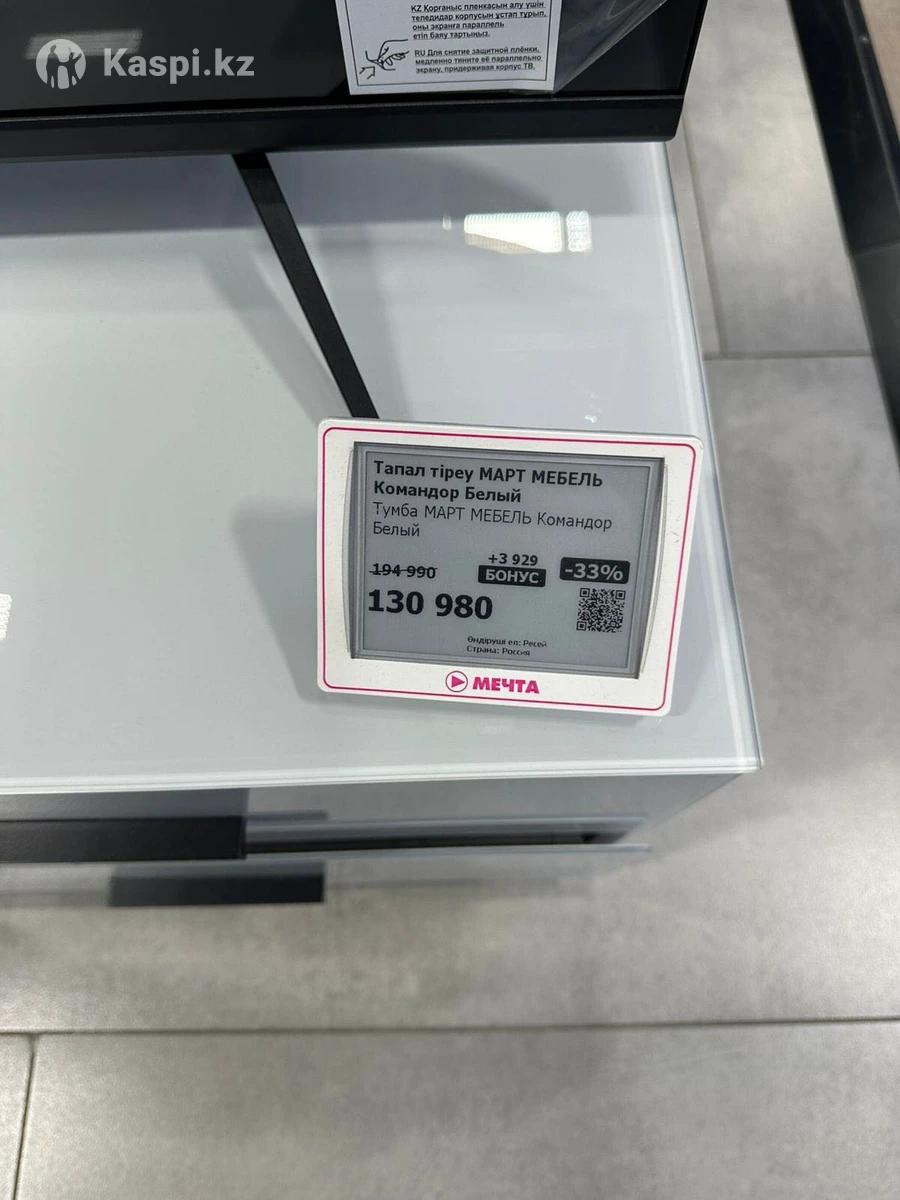 KZ Қорғаныс пленкасын алу үшін
теледидар корпусын ұстап тұрып,
оны экранға параллель
етіп баяу тартыңыз.
RU Для снятие защитной плёнки,
медленно тяните её параллельно
экрану, придерживая корпус ТВ.
Kaspi.kz
Тапал тіреу МАРТ МЕБЕЛЬ
Командор Белый
Тумба МАРТ МЕБЕЛЬ Командор
Белый
194 990 +3 929 БОНУС -33%
130 980
Өндіруші ел: Ресей
Страна: Россия
МЕЧТА